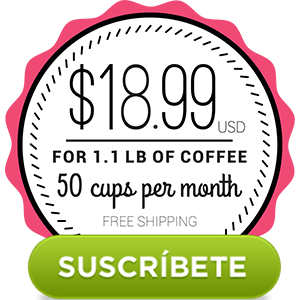 $18.99 USD
FOR 1.1 LB OF COFFEE
50 cups per month
FREE SHIPPING
SUSCRÍBETE